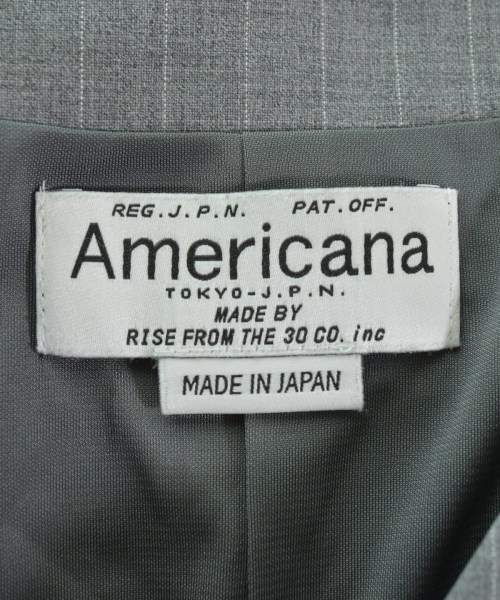 REG.J.P.N. PAT.OFF.
Americana
TOKYO-J.P.N.
MADE BY
RISE FROM THE 30 CO. inc
MADE IN JAPAN